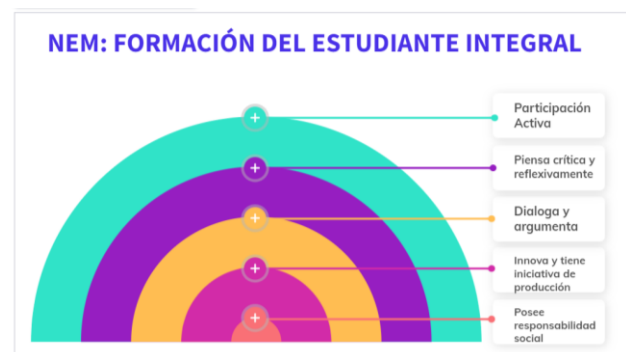 NEM: FORMACIÓN DEL ESTUDIANTE INTEGRAL
Participación
Activa
Piensa crítica y
reflexivamente
Dialoga y
argumenta
Innova y tiene
iniciativa de
producción
Posee
responsabilidad
social